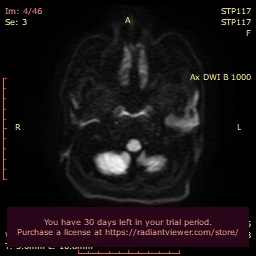 Im: 4/46
Se: 3
A
STP117
STP117
F
Ax DWI B 1000
R
L
You have 30 days left in your trial period.
Purchase a license at https://radiantviewer.com/store/